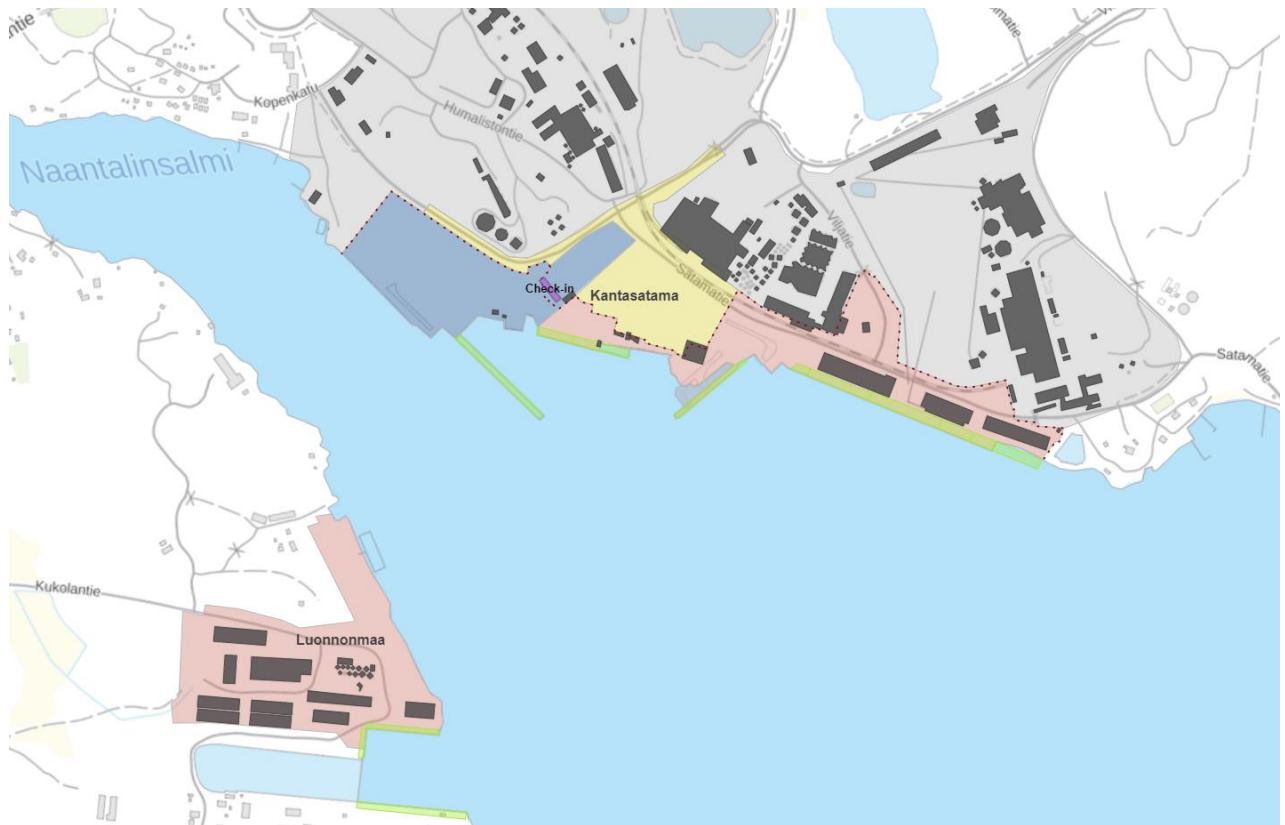 ntie
Kopenkatu
Humalistontie
Naantalinsalmi
Viljatie
Satamatie
Check-in
Kantasatama
Satamatie
Kukolantie
Luonnonmaa